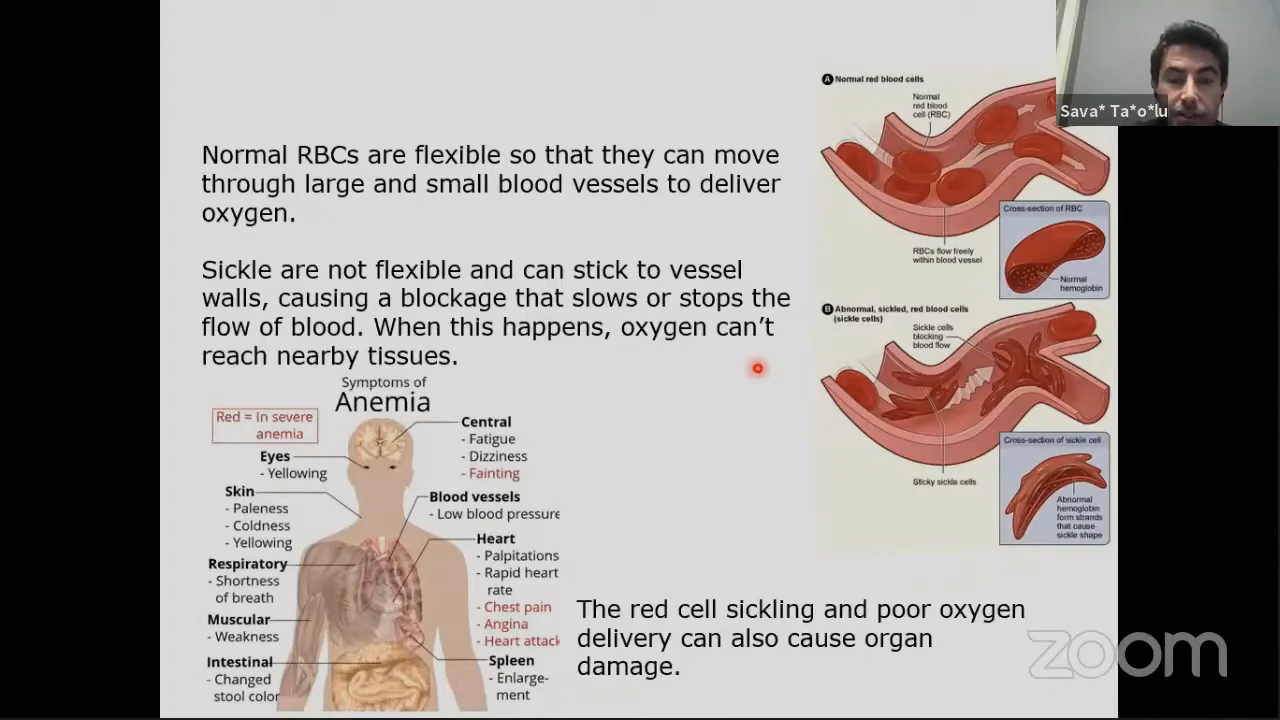 Sava* Ta*o*lu
Normal RBCs are flexible so that they can move
through large and small blood vessels to deliver
oxygen.
Sickle are not flexible and can stick to vessel
walls, causing a blockage that slows or stops the
flow of blood. When this happens, oxygen can’t
reach nearby tissues.
A Normal red blood cells
Normal
red blood
cell (RBC)
RBCs flow freely
within blood vessel
Cross-section of RBC
Normal
hemoglobin
B Abnormal, sickled, red blood cells
(sickle cells)
Sickle cells
blocking
blood flow
Sticky sickle cells
Cross-section of sickle cell
Abnormal
hemoglobin
form strands
that cause
sickle shape
Symptoms of
Anemia
Red = In severe
anemia
Eyes
- Yellowing
Skin
- Paleness
- Coldness
- Yellowing
Respiratory
- Shortness
of breath
Muscular
- Weakness
Intestinal
- Changed
stool color
Central
- Fatigue
- Dizziness
- Fainting
Blood vessels
- Low blood pressure
Heart
- Palpitations
- Rapid heart
rate
- Chest pain
- Angina
- Heart attack
Spleen
- Enlarge-
ment
The red cell sickling and poor oxygen
delivery can also cause organ
damage.
zoom